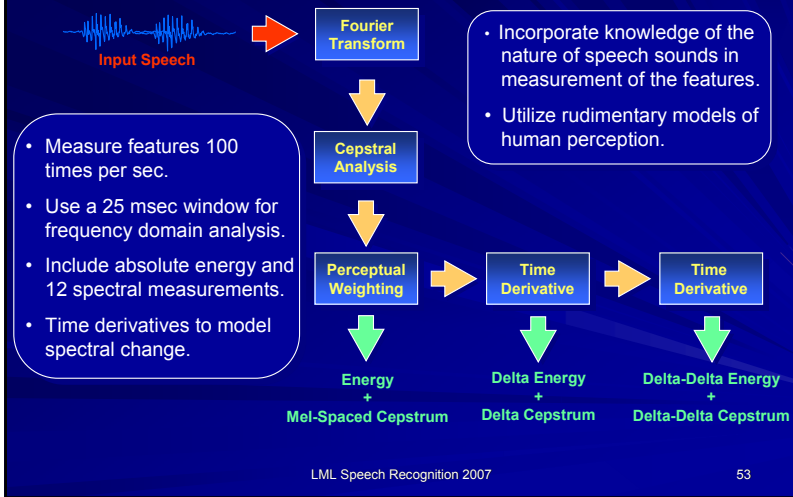 Input Speech
Fourier
Transform
• Incorporate knowledge of the
nature of speech sounds in
measurement of the features.
• Utilize rudimentary models of
human perception.
• Measure features 100
times per sec.
• Use a 25 msec window for
frequency domain analysis.
• Include absolute energy and
12 spectral measurements.
• Time derivatives to model
spectral change.
Cepstral
Analysis
Perceptual
Weighting
Time
Derivative
Time
Derivative
Energy
+
Mel-Spaced Cepstrum
Delta Energy
+
Delta Cepstrum
Delta-Delta Energy
+
Delta-Delta Cepstrum
LML Speech Recognition 2007
53